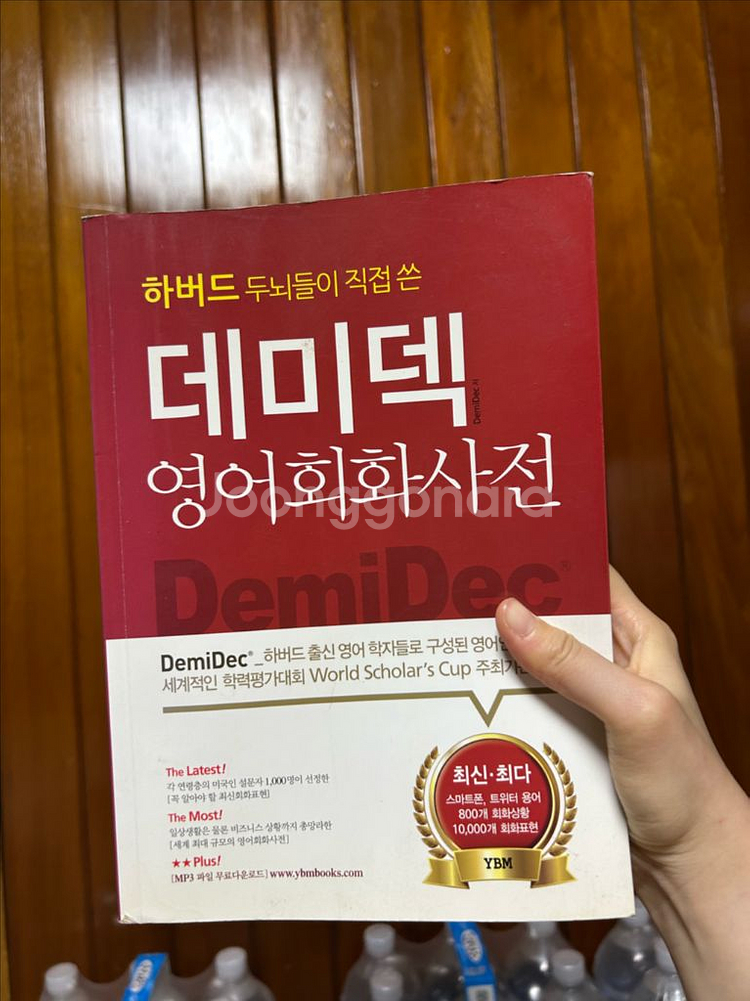 하버드 두뇌들이 직접 쓴
데미덱
DemiDec 저
영어회화사전
Joonggonara
DemiDec®
DemiDec®_하버드 출신 영어 학자들로 구성된 영어
세계적인 학력평가대회 World Scholar's Cup 주최
The Latest!
각 연령층의 미국인 설문자 1,000명이 선정한
[꼭 알아야 할 최신회화표현]
The Most!
일상생활은 물론 비즈니스 상황까지 총망라한
[세계 최대 규모의 영어회화사전]
★★Plus!
[MP3 파일 무료다운로드] www.ybmbooks.com
최신·최다
스마트폰, 트위터 용어
800개 회화상황
10,000개 회화표현
YBM